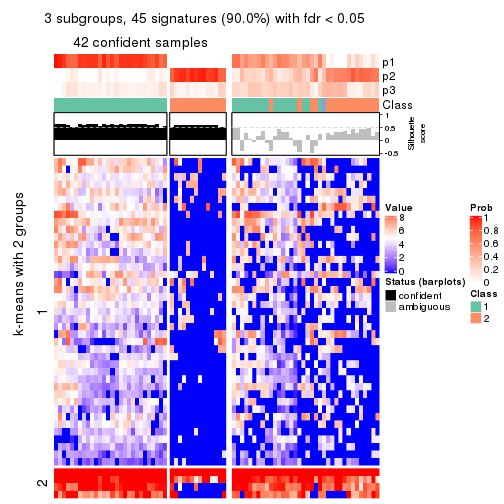 3 subgroups, 45 signatures (90.0%) with fdr < 0.05
42 confident samples
p1
p2
p3
Class
1
0.5
0
-0.5
Silhouette
score
k-means with 2 groups
1
2
Value
8
6
4
2
0
Status (barplots)
confident
ambiguous
Prob
1
0.8
0.6
0.4
0.2
0
Class
1
2